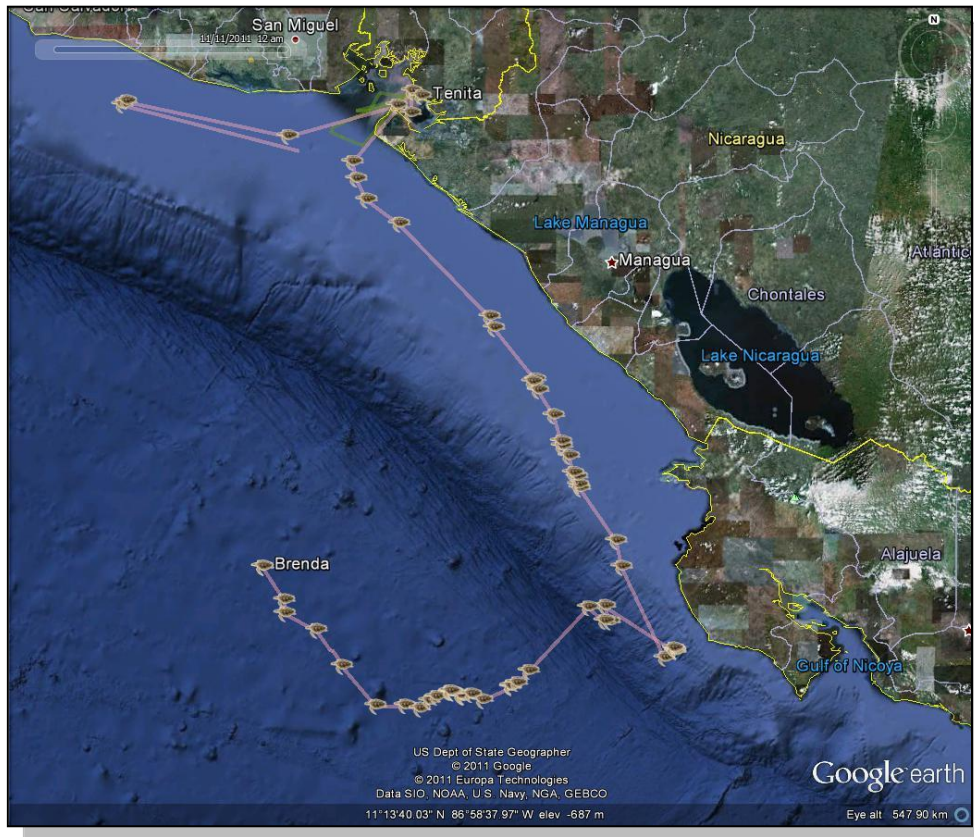 San Salvador
San Miguel
11/11/2011 12 am
N
Tenita
Nicaragua
Lake Managua
Managua
Atlantic
Chontales
Lake Nicaragua
Brenda
Alajuela
Gulf of Nicoya
US Dept of State Geographer
© 2011 Google
© 2011 Europa Technologies
Data SIO, NOAA, U.S. Navy, NGA, GEBCO
Google earth
11°13'40.03" N 86°58'37.97" W elev -687 m
Eye alt 547.90 km